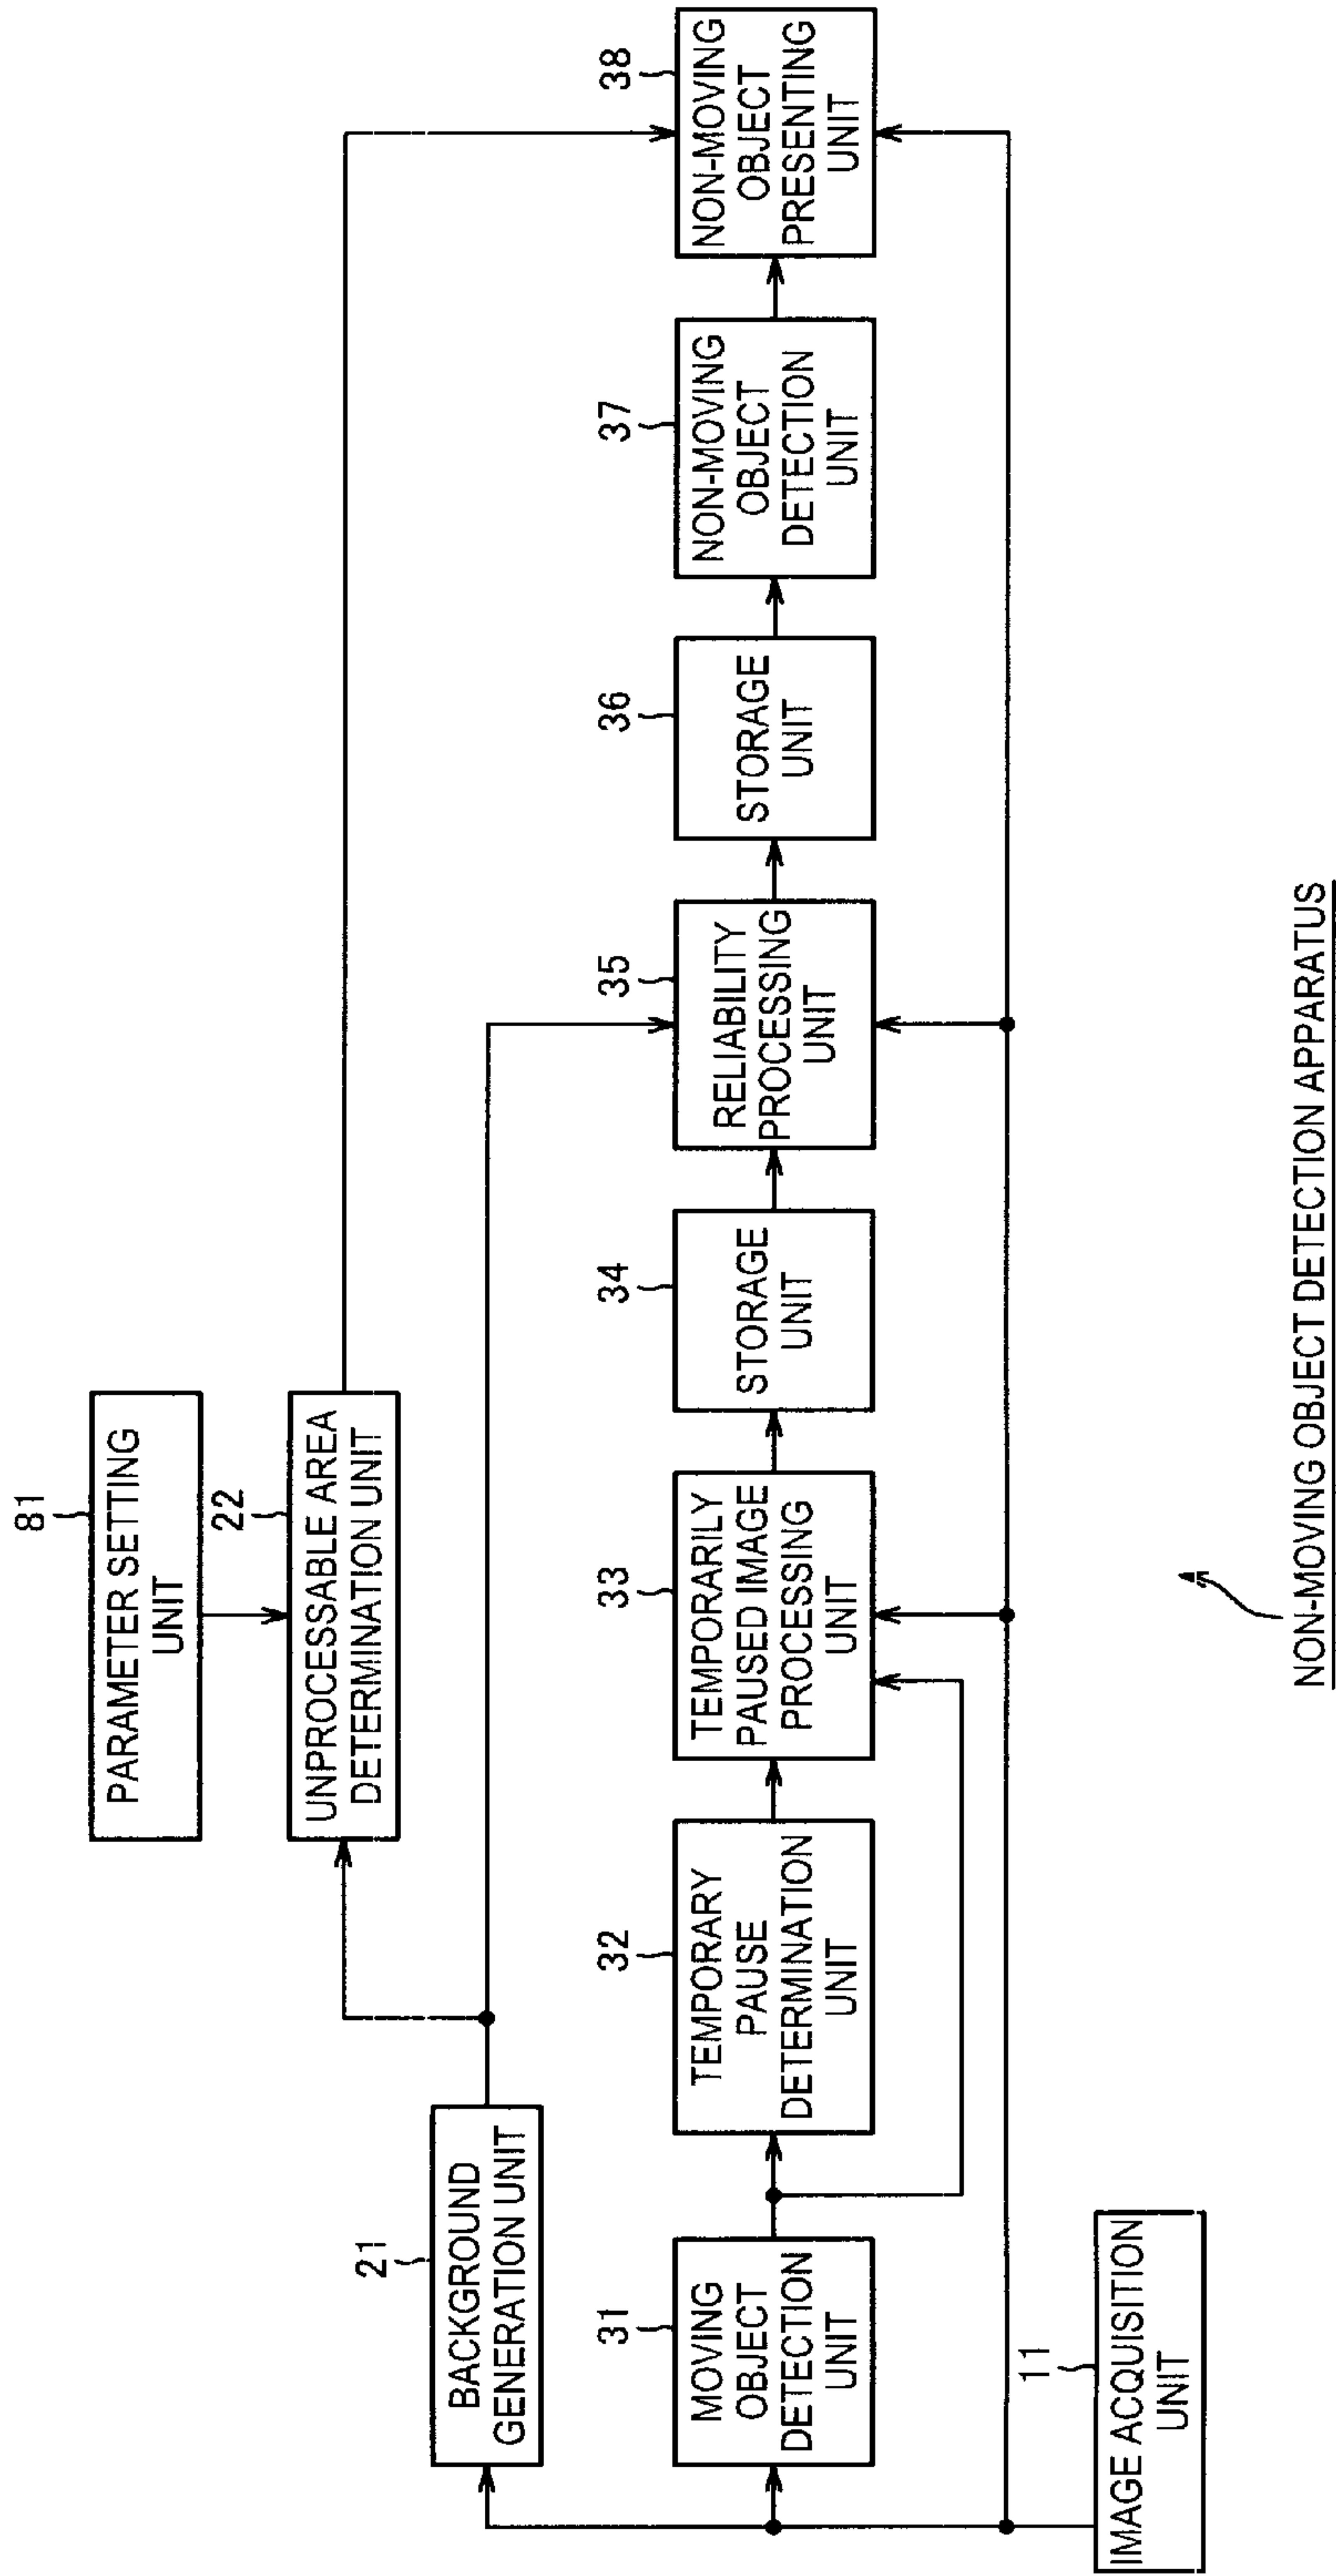 81
PARAMETER SETTING
UNIT
22
UNPROCESSABLE AREA
DETERMINATION UNIT
21
BACKGROUND
GENERATION UNIT
31
MOVING
OBJECT
DETECTION
UNIT
32
TEMPORARY
PAUSE
DETERMINATION
UNIT
33
TEMPORARILY
PAUSED IMAGE
PROCESSING
UNIT
34
STORAGE
UNIT
35
RELIABILITY
PROCESSING
UNIT
36
STORAGE
UNIT
37
NON-MOVING
OBJECT
DETECTION
UNIT
38
NON-MOVING
OBJECT
PRESENTING
UNIT
11
IMAGE ACQUISITION
UNIT
NON-MOVING OBJECT DETECTION APPARATUS